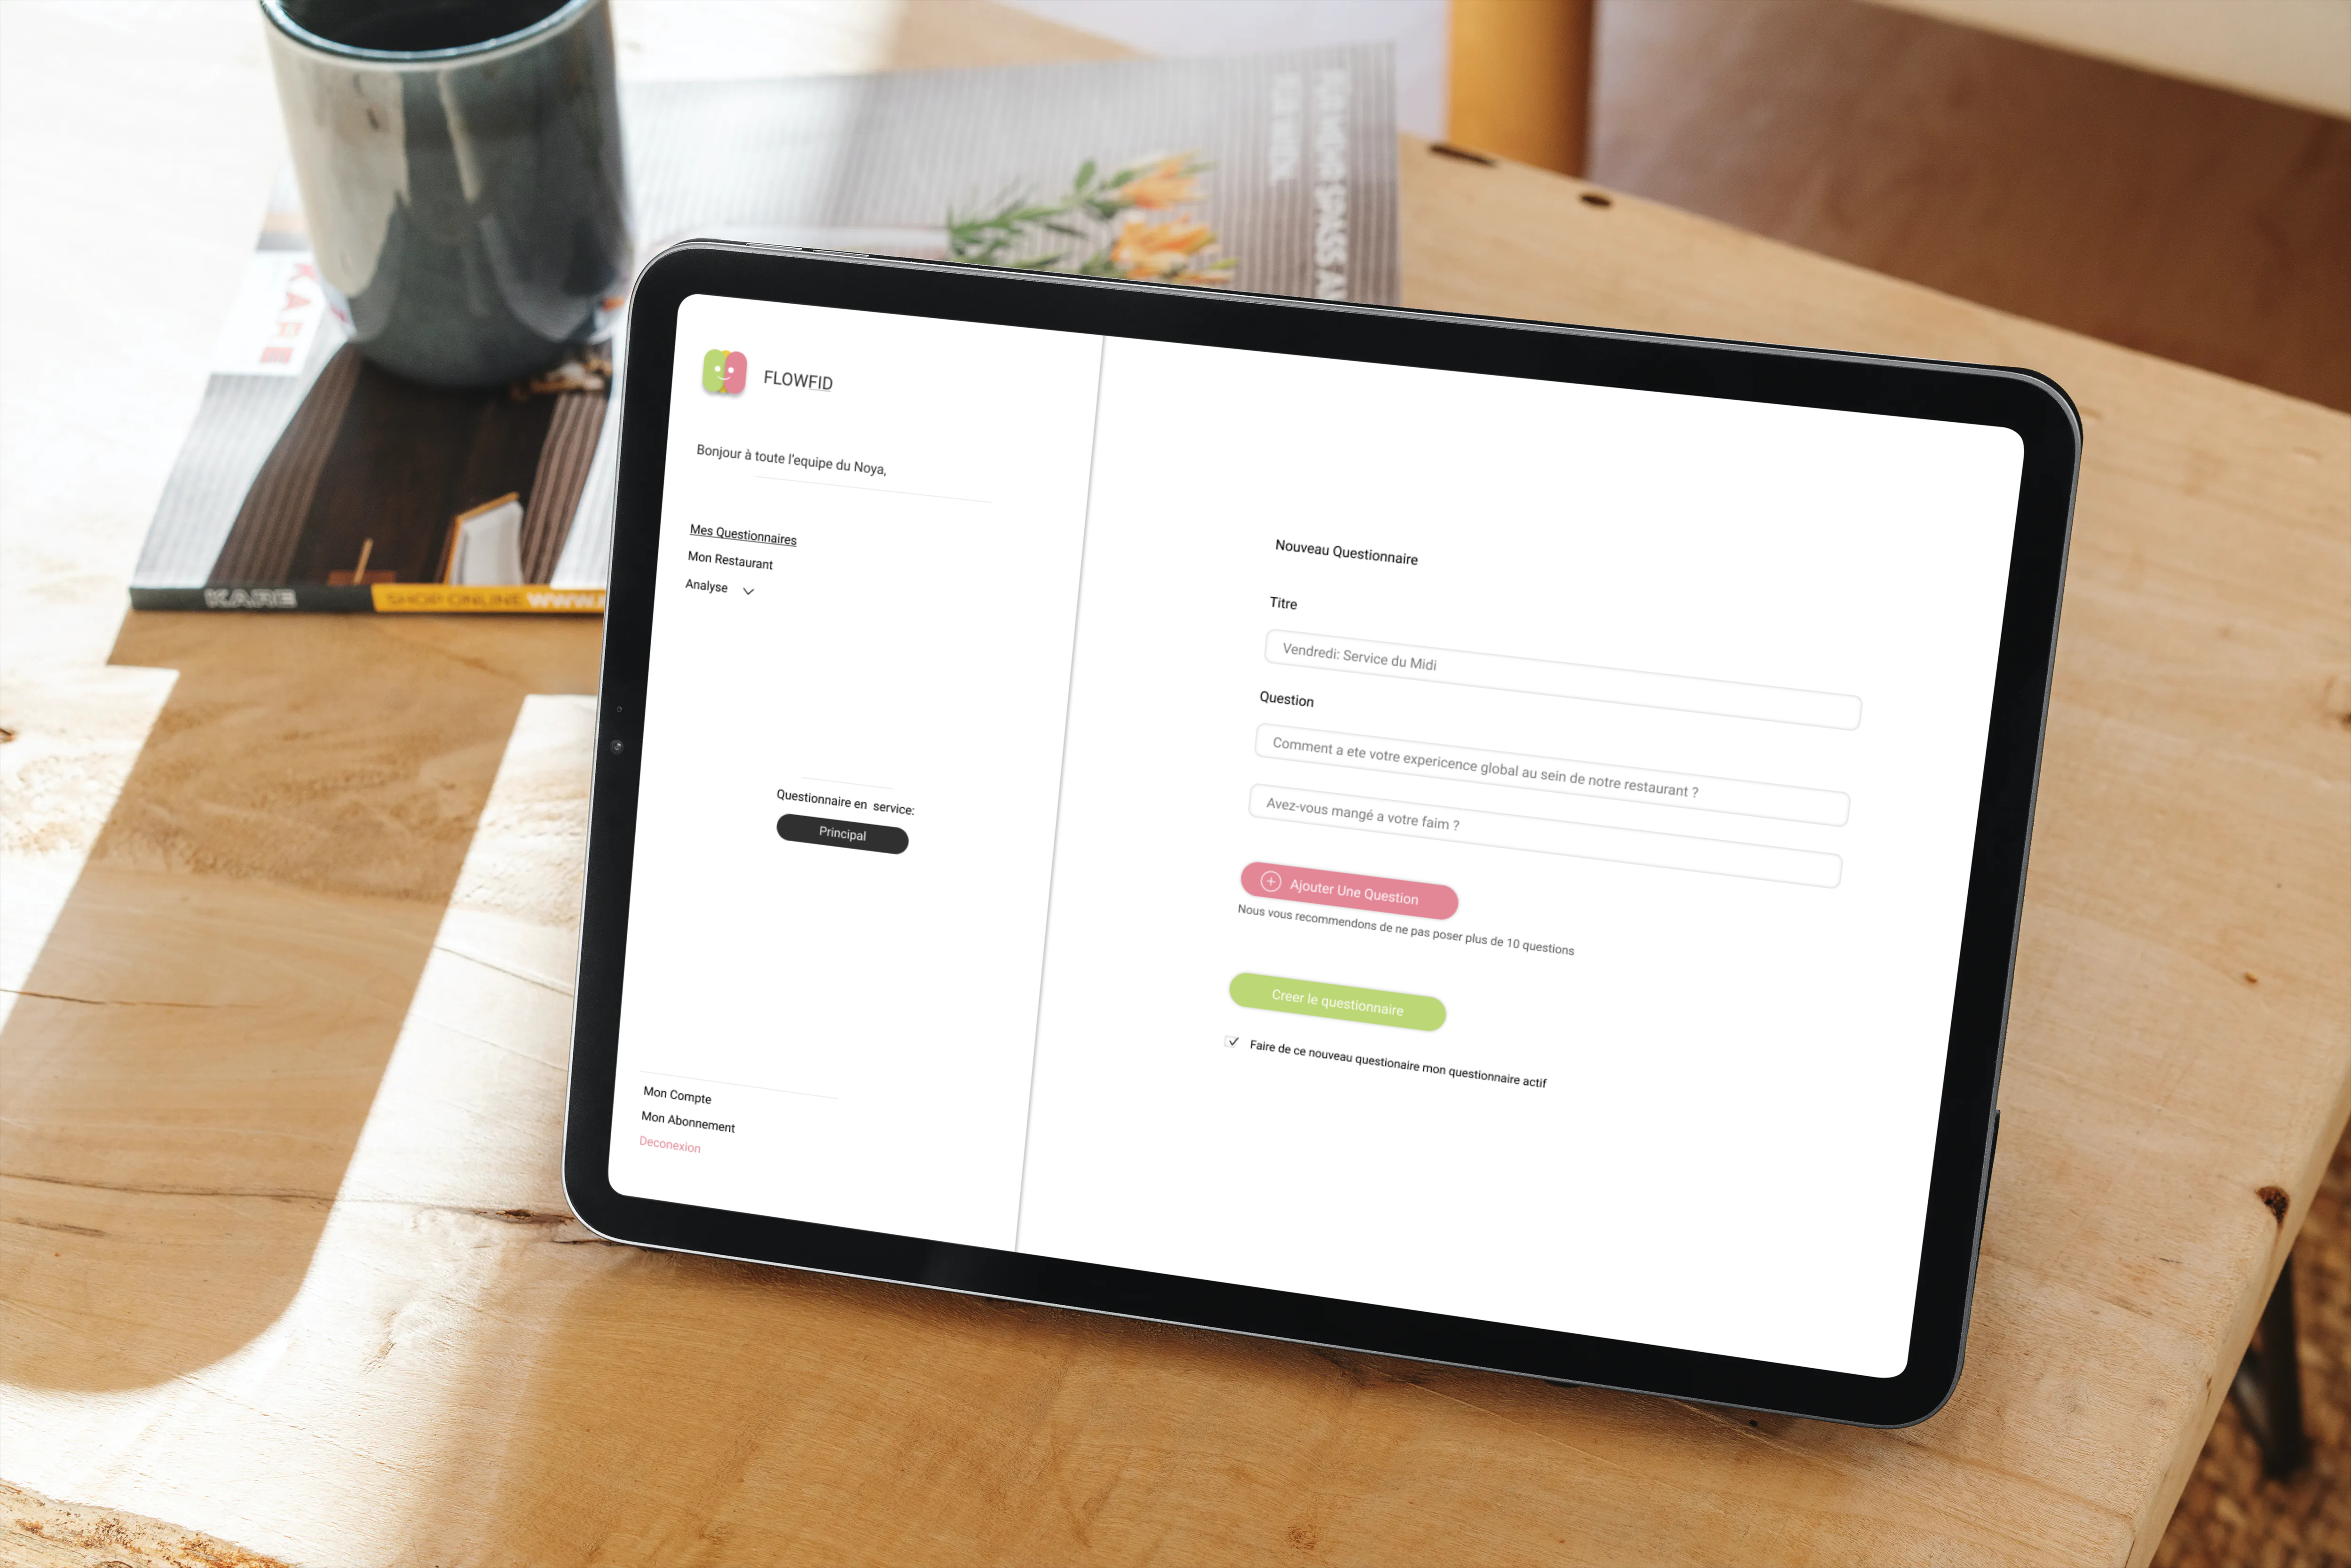 KARE
KARE
SHOP ONLINE WWW.
FLOWFID
Bonjour à toute l'equipe du Noya,
Mes Questionnaires
Mon Restaurant
Analyse
Questionnaire en service:
Principal
Mon Compte
Mon Abonnement
Deconexion
Nouveau Questionnaire
Titre
Vendredi: Service du Midi
Question
Comment a ete votre expericence global au sein de notre restaurant ?
Avez-vous mangé a votre faim ?
Ajouter Une Question
Nous vous recommendons de ne pas poser plus de 10 questions
Creer le questionnaire
Faire de ce nouveau questionaire mon questionnaire actif